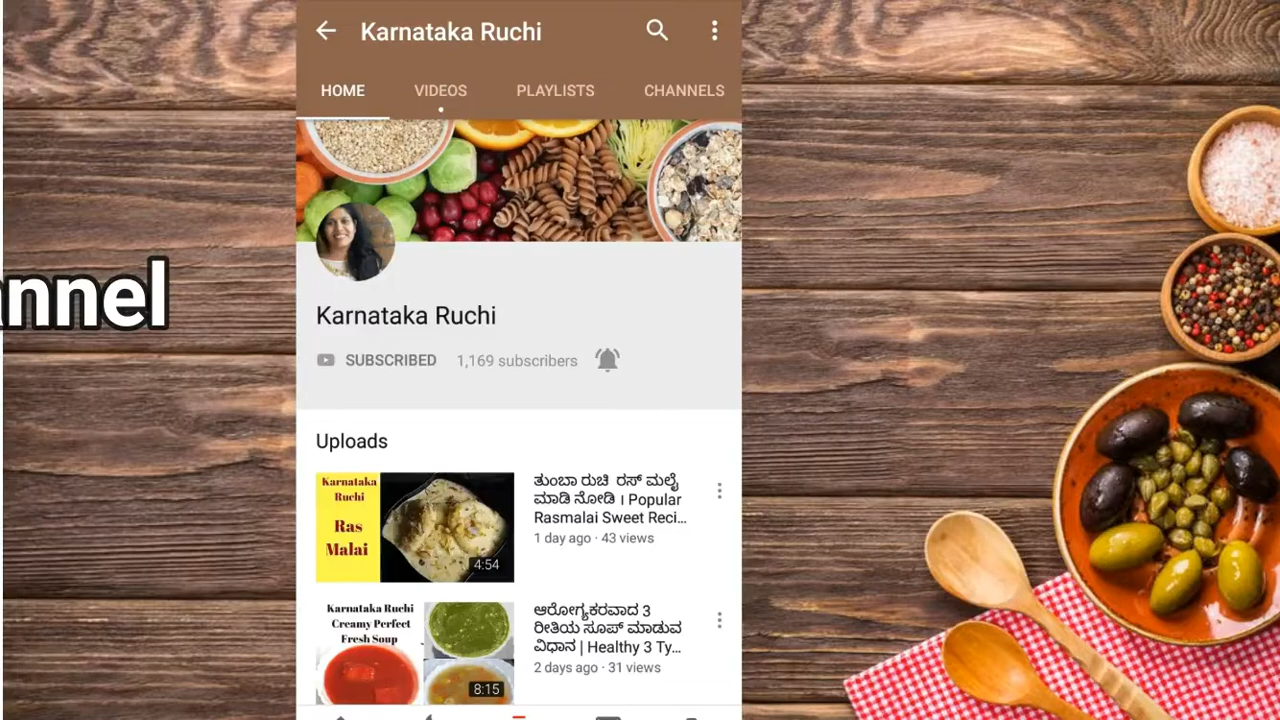 Karnataka Ruchi
HOME VIDEOS PLAYLISTS CHANNELS
annel
Karnataka Ruchi
SUBSCRIBED 1,169 subscribers
Uploads
Karnataka
Ruchi
Ras
Malai
4:54
ತುಂಬಾ ರುಚಿ ರಸ್ ಮಲೈ
ಮಾಡಿ ನೋಡಿ । Popular
Rasmalai Sweet Reci...
1 day ago · 43 views
Karnataka Ruchi
Creamy Perfect
Fresh Soup
8:15
ಆರೋಗ್ಯಕರವಾದ 3
ರೀತಿಯ ಸೂಪ್ ಮಾಡುವ
ವಿಧಾನ | Healthy 3 Ty...
2 days ago · 31 views